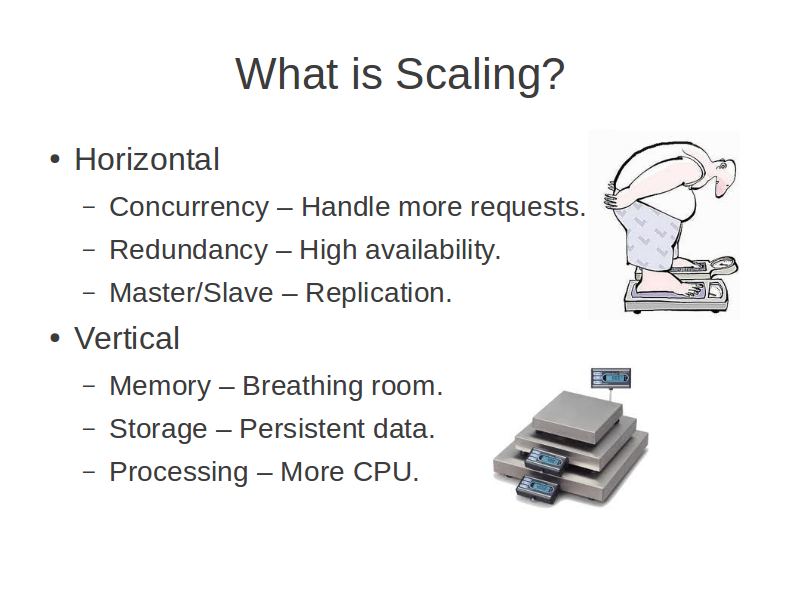 What is Scaling?
● Horizontal
– Concurrency – Handle more requests.
– Redundancy – High availability.
– Master/Slave – Replication.
● Vertical
– Memory – Breathing room.
– Storage – Persistent data.
– Processing – More CPU.